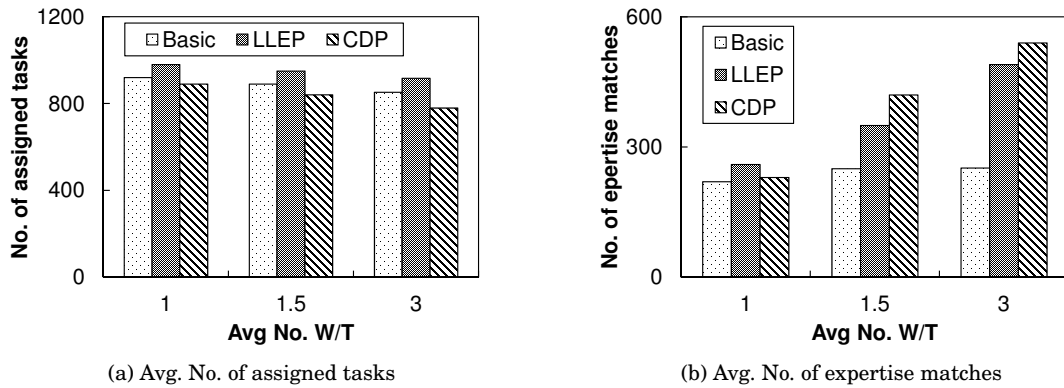 1200
800
400
0
No. of assigned tasks
Basic LLEP CDP
1 1.5 3
Avg No. W/T
(a) Avg. No. of assigned tasks
600
300
0
No. of epertise matches
Basic
LLEP
CDP
1 1.5 3
Avg No. W/T
(b) Avg. No. of expertise matches